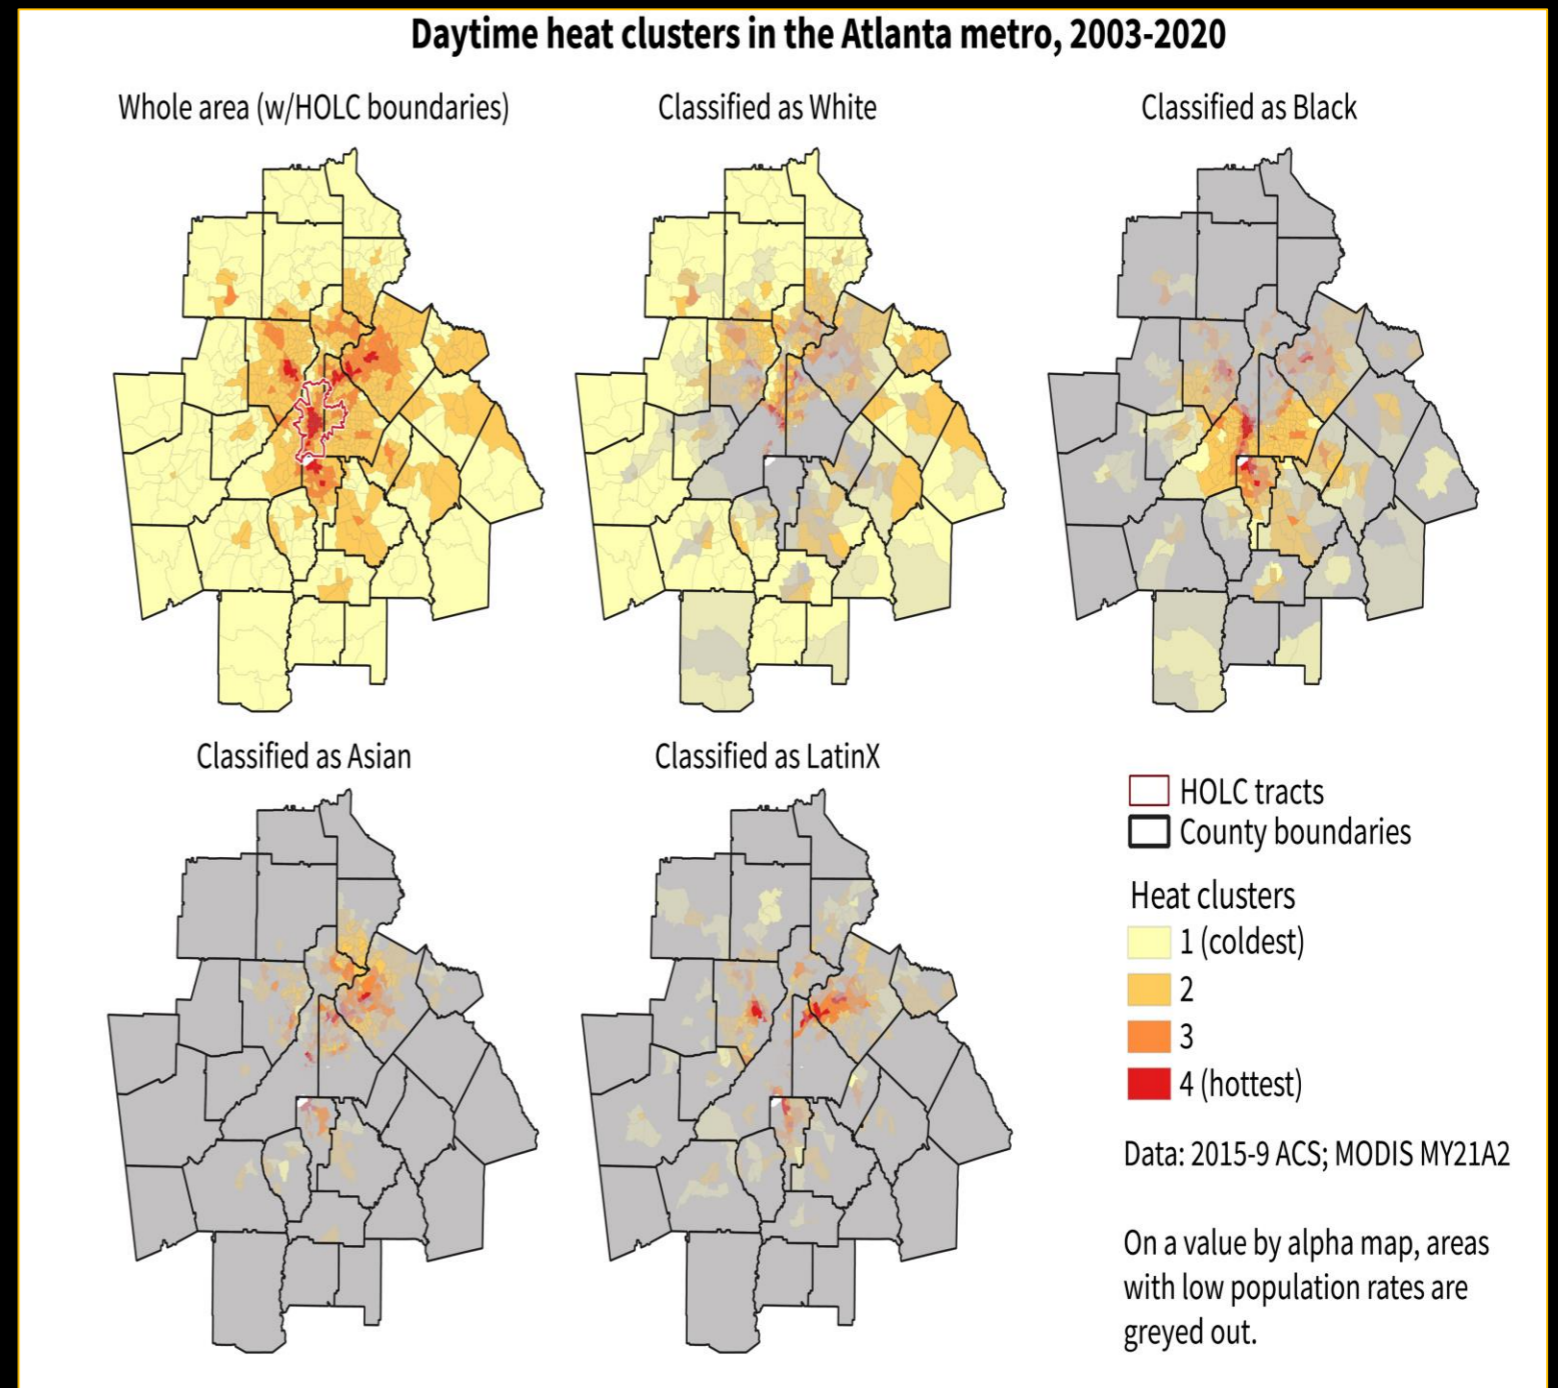 Daytime heat clusters in the Atlanta metro, 2003-2020
Whole area (w/HOLC boundaries)
Classified as White
Classified as Black
Classified as Asian
Classified as LatinX
HOLC tracts
County boundaries
Heat clusters
1 (coldest)
2
3
4 (hottest)
Data: 2015-9 ACS; MODIS MY21A2
On a value by alpha map, areas
with low population rates are
greyed out.